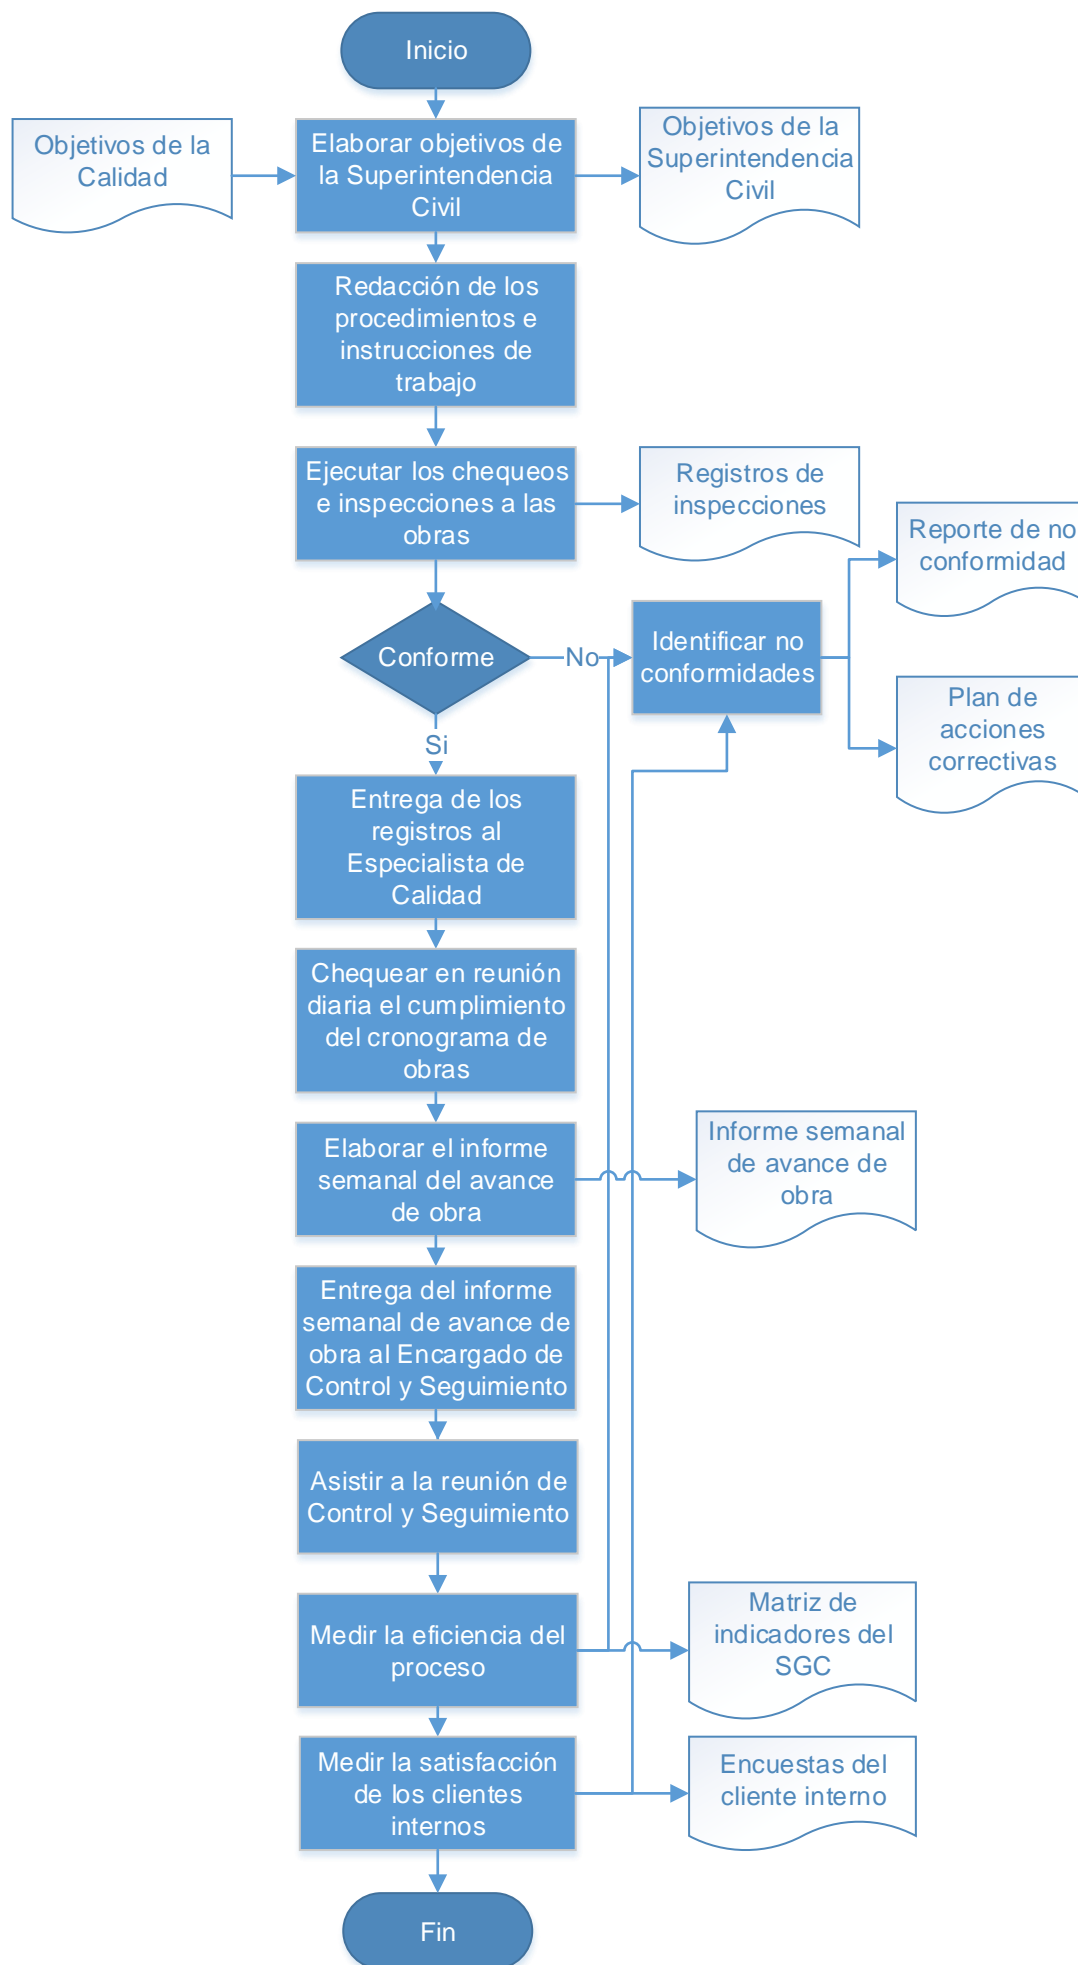 Inicio
Objetivos de la
Calidad
Elaborar objetivos de
la Superintendencia
Civil
Objetivos de la
Superintendencia
Civil
Redacción de los
procedimientos e
instrucciones de
trabajo
Ejecutar los chequeos
e inspecciones a las
obras
Registros de
inspecciones
Reporte de no
conformidad
Conforme
No
Identificar no
conformidades
Plan de
acciones
correctivas
Si
Entrega de los
registros al
Especialista de
Calidad
Chequear en reunión
diaria el cumplimiento
del cronograma de
obras
Elaborar el informe
semanal del avance
de obra
Informe semanal
de avance de
obra
Entrega del informe
semanal de avance de
obra al Encargado de
Control y Seguimiento
Asistir a la reunión de
Control y Seguimiento
Medir la eficiencia del
proceso
Matriz de
indicadores del
SGC
Medir la satisfacción
de los clientes
internos
Encuestas del
cliente interno
Fin